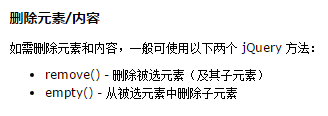 删除元素/内容
如需删除元素和内容，一般可使用以下两个 jQuery 方法：
• remove() - 删除被选元素（及其子元素）
• empty() - 从被选元素中删除子元素